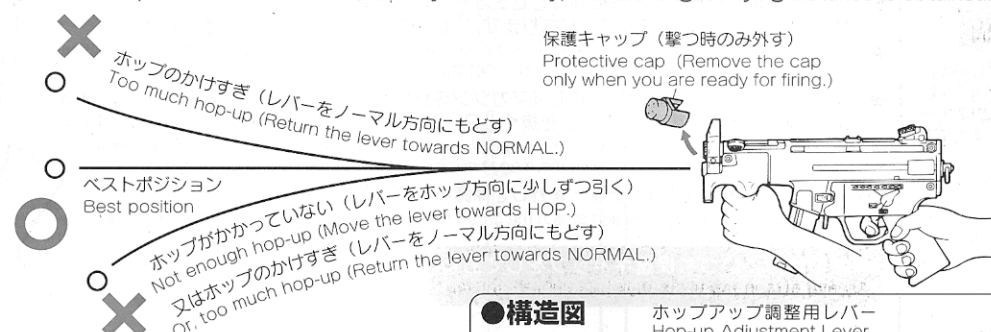 保護キャップ（撃つ時のみ外す）
Protective cap (Remove the cap
only when you are ready for firing.)
ホップのかけすぎ（レバーをノーマル方向にもどす）
Too much hop-up (Return the lever towards NORMAL.)
ベストポジション
Best position
ホップがかかっていない（レバーをホップ方向に少しずつ引く）
Not enough hop-up (Move the lever towards HOP.)
又はホップのかけすぎ（レバーをノーマル方向にもどす）
Or, too much hop-up (Return the lever towards NORMAL.)
●構造図
ホップアップ調整用レバー
Hop-up Adjustment Lever